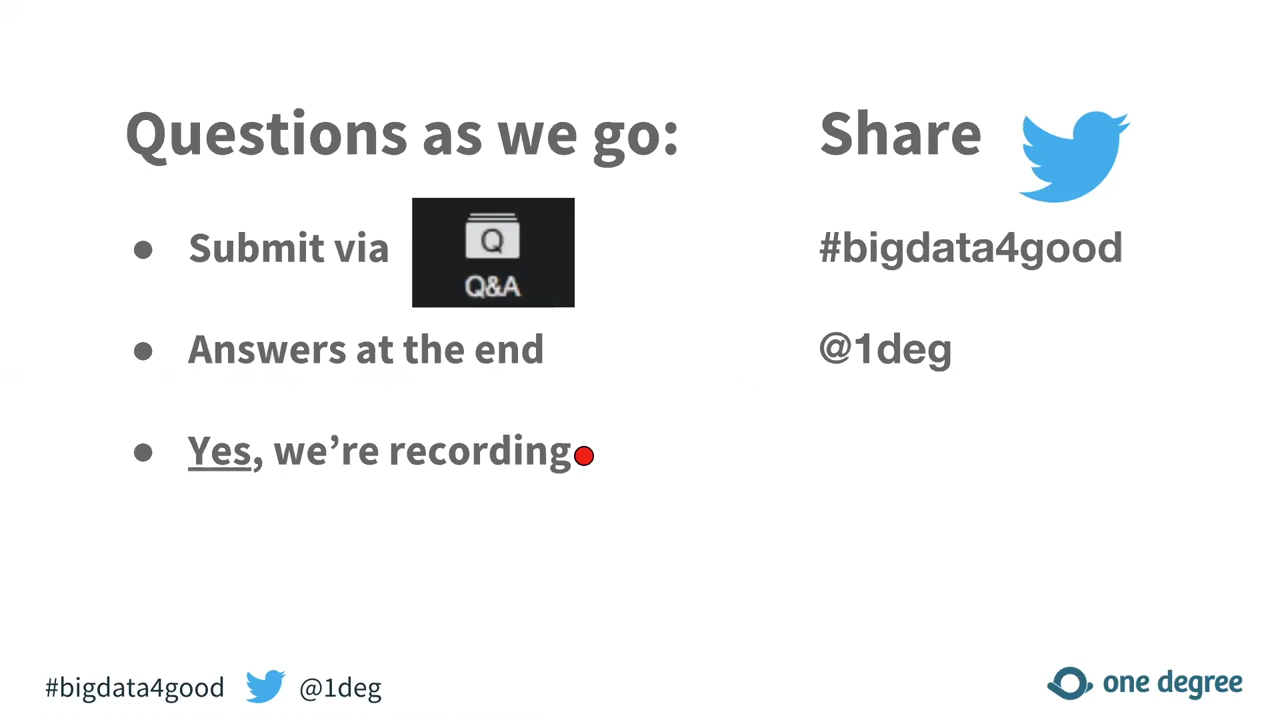 Questions as we go:
Submit via
Q
Q&A
Answers at the end
Yes, we’re recording
Share
#bigdata4good
@1deg
#bigdata4good @1deg
one degree